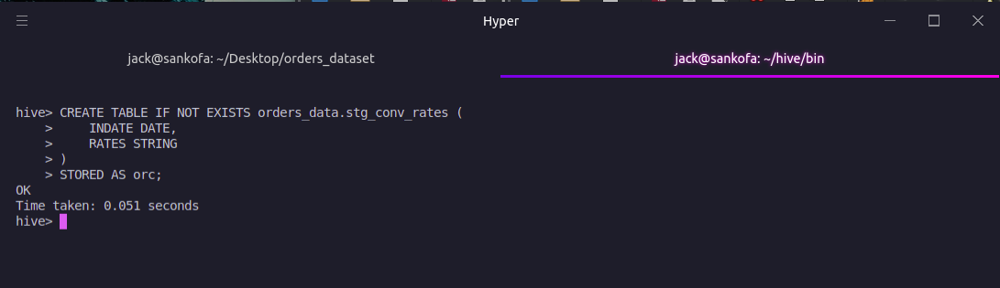 Hyper
jack@sankofa: ~/Desktop/orders_dataset
jack@sankofa: ~/hive/bin
hive> CREATE TABLE IF NOT EXISTS orders_data.stg_conv_rates (
    >     INDATE DATE,
    >     RATES STRING
    > )
    > STORED AS orc;
OK
Time taken: 0.051 seconds
hive>